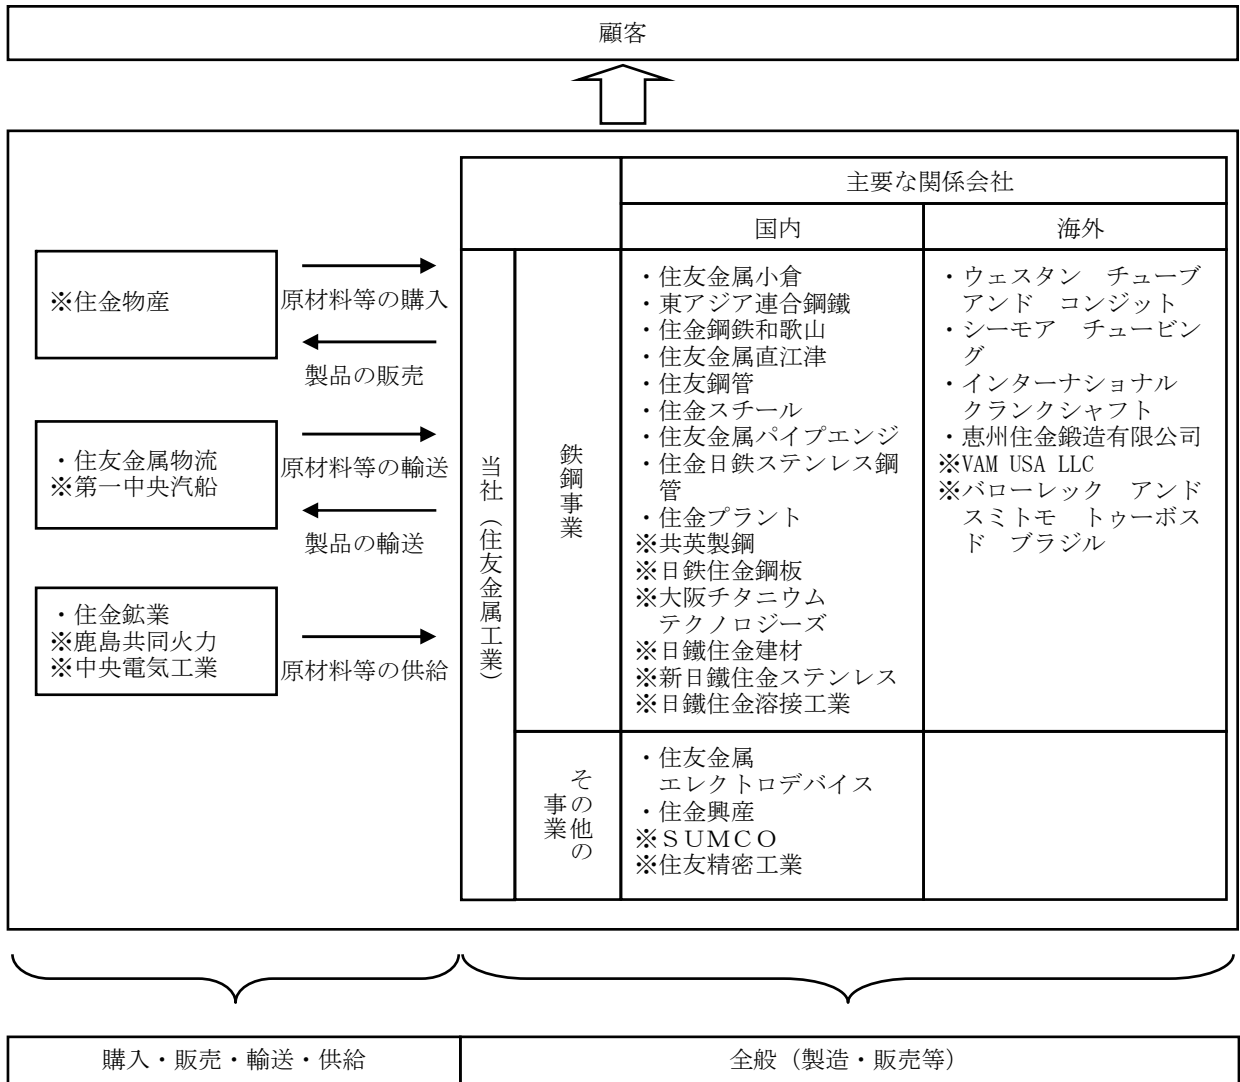 顧客
主要な関係会社
国内
海外
※住金物産
原材料等の購入
製品の販売
・住友金属物流
※第一中央汽船
原材料等の輸送
製品の輸送
・住金鉱業
※鹿島共同火力
※中央電気工業
原材料等の供給
当社（住友金属工業）
鉄鋼事業
・住友金属小倉
・東アジア連合鋼鐵
・住金鋼鉄和歌山
・住友金属直江津
・住友鋼管
・住金スチール
・住友金属パイプエンジ
・住金日鉄ステンレス鋼
管
・住金プラント
※共英製鋼
※日鉄住金鋼板
※大阪チタニウム
テクノロジーズ
※日鐵住金建材
※新日鐵住金ステンレス
※日鐵住金溶接工業
・ウェスタン　チューブ
アンド　コンジット
・シーモア　チュービン
グ
・インターナショナル
クランクシャフト
・恵州住金鍛造有限公司
※VAM USA LLC
※バローレック　アンド
スミトモ　トゥーボス
ド　ブラジル
その他の
事業
・住友金属
エレクトロデバイス
・住金興産
※ＳＵＭＣＯ
※住友精密工業
購入・販売・輸送・供給
全般（製造・販売等）